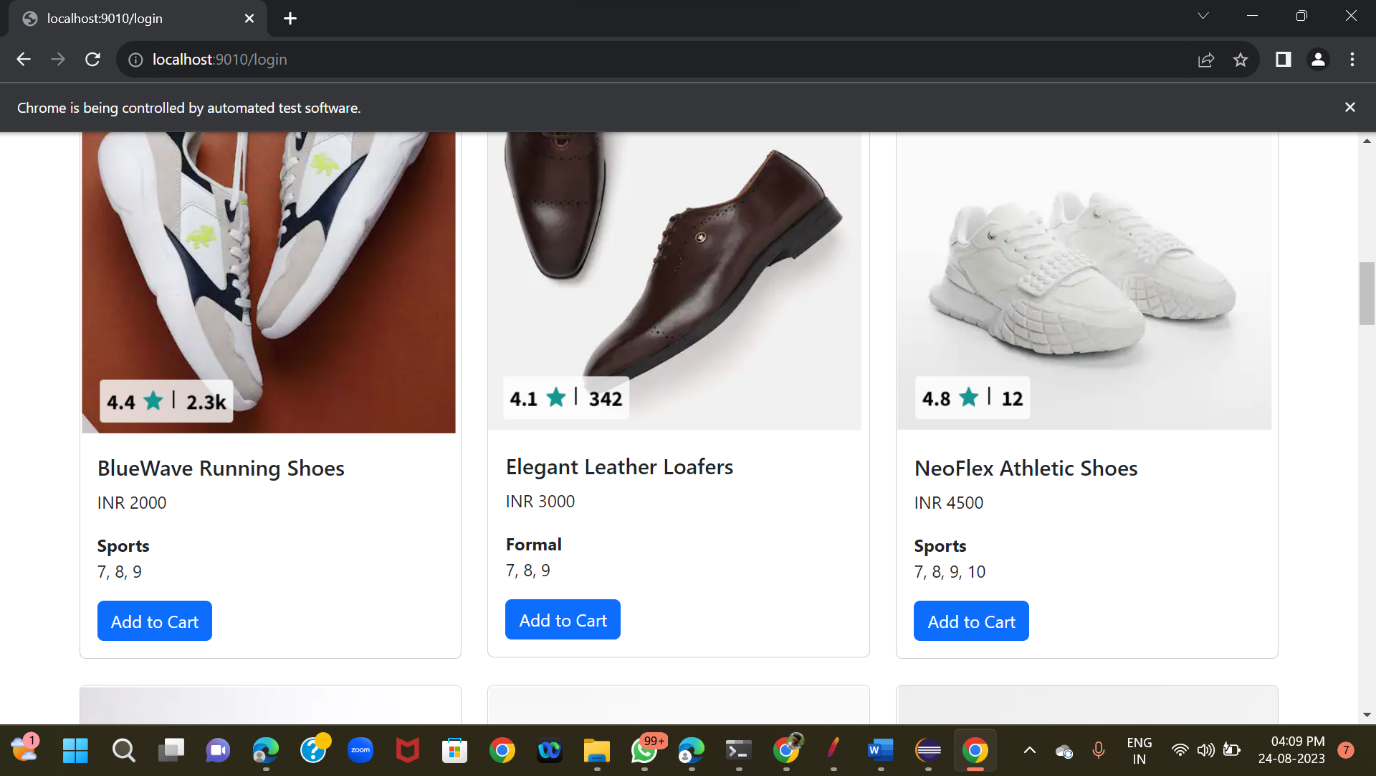 localhost:9010/login
localhost:9010/login
Chrome is being controlled by automated test software.
4.4 ★ | 2.3k
4.1 ★ | 342
4.8 ★ | 12
BlueWave Running Shoes
INR 2000
Sports
7, 8, 9
Add to Cart
Elegant Leather Loafers
INR 3000
Formal
7, 8, 9
Add to Cart
NeoFlex Athletic Shoes
INR 4500
Sports
7, 8, 9, 10
Add to Cart
1
zoom
99+
W
ENG
IN
04:09 PM
24-08-2023
7